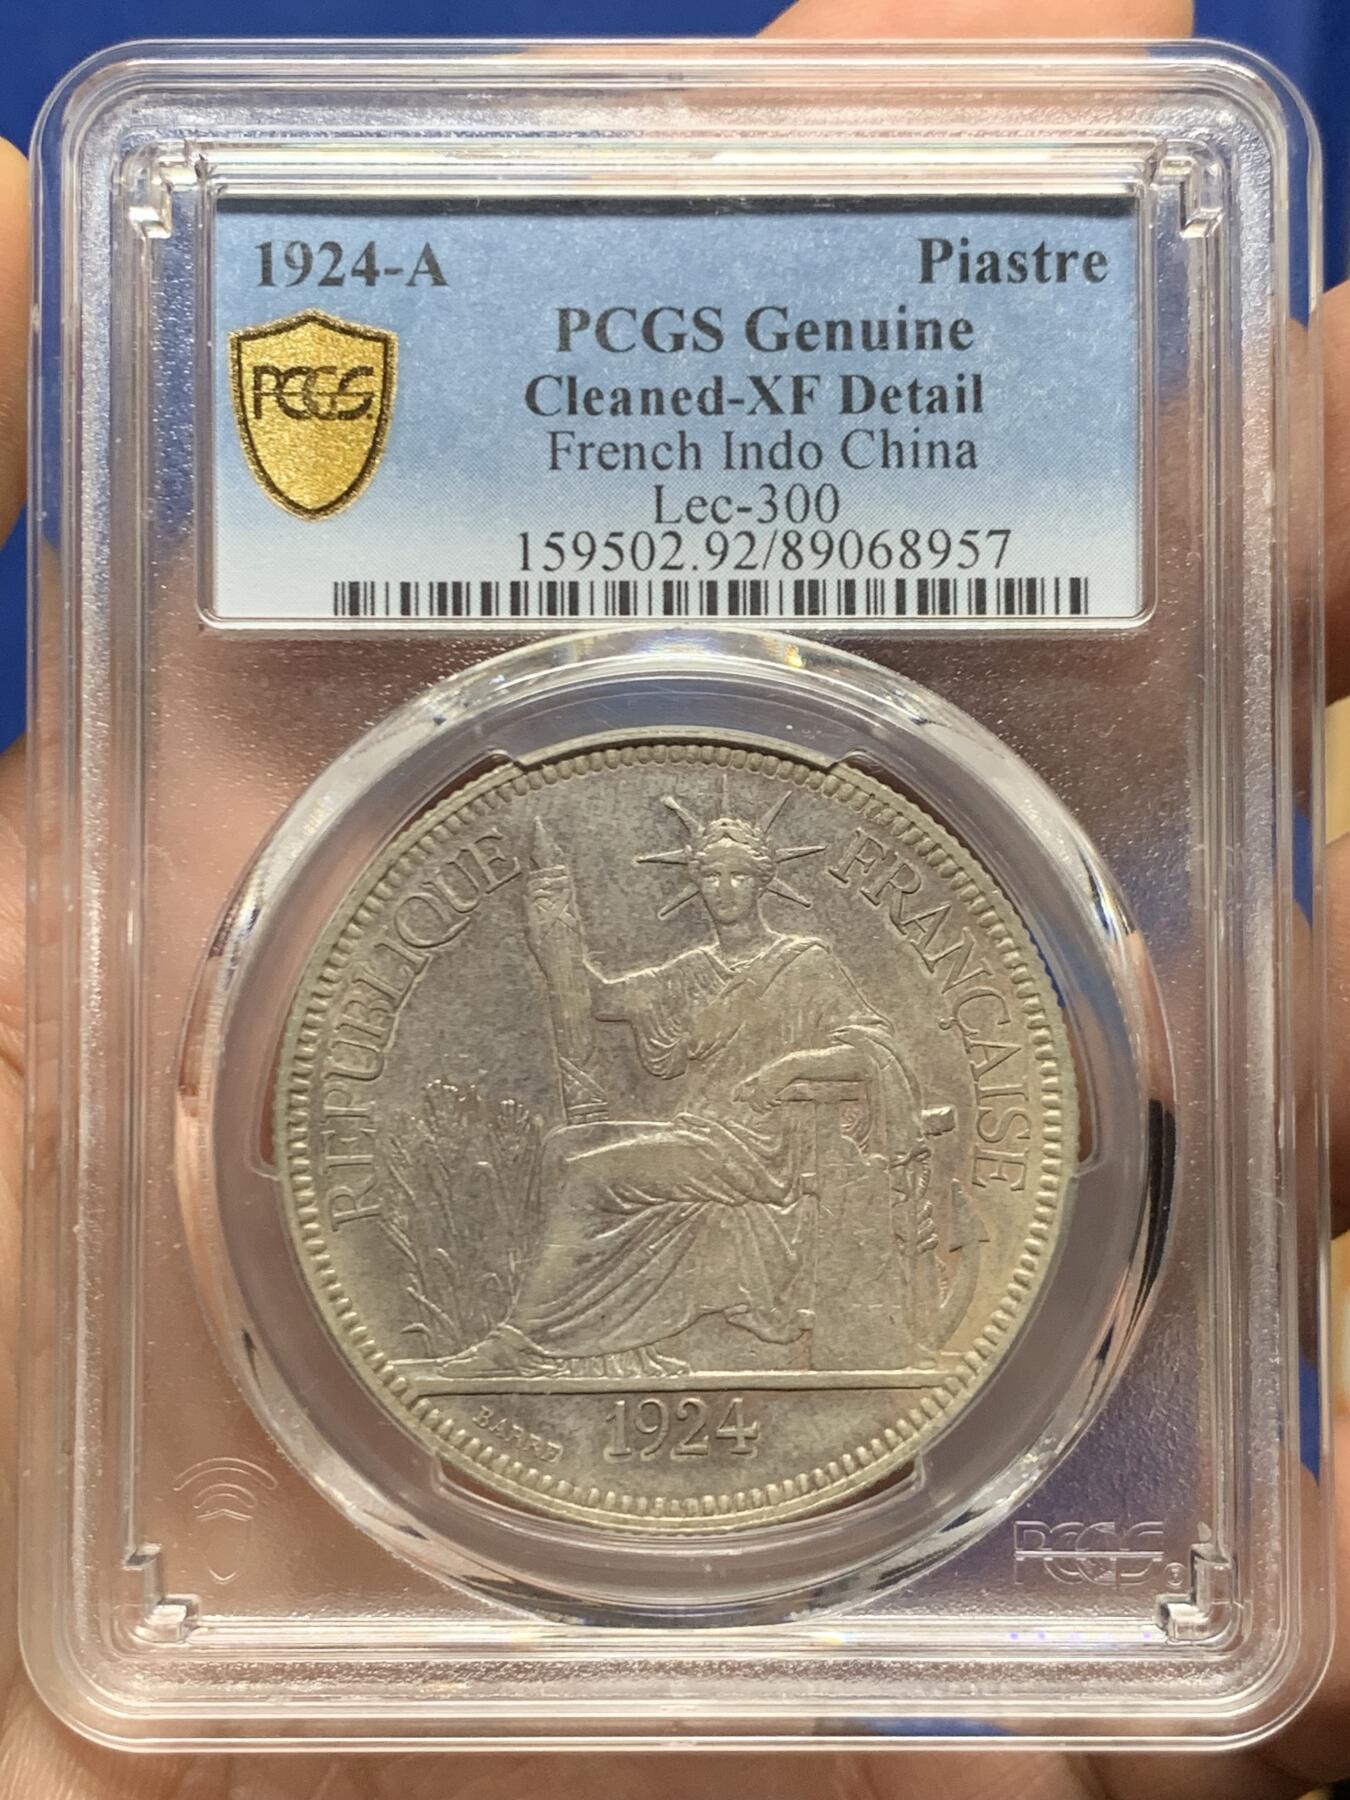 1924-A Piastre
PCGS Genuine
PCGS
Cleaned-XF Detail
French Indo China
Lec-300
159502.92/89068957
REPUBLIQUE FRANÇAISE
BARRE 1924
PCGS